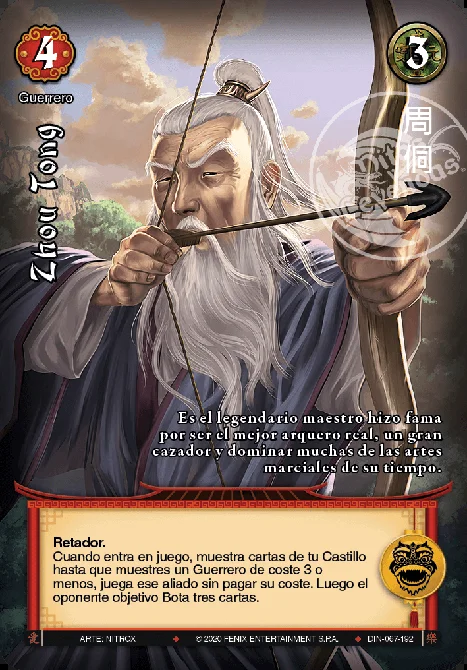 4
3
Guerrero
Zhou Tong
周
侗
Es el legendario maestro hizo fama
por ser el mejor arquero real, un gran
cazador y dominar muchas de las artes
marciales de su tiempo.
Retador.
Cuando entra en juego, muestra cartas de tu Castillo
hasta que muestres un Guerrero de coste 3 o
menos, juega ese aliado sin pagar su coste. Luego el
oponente objetivo Bota tres cartas.
ARTE: NITROX
© 2020 FENIX ENTERTAINMENT S.P.A.
DIN-067-192